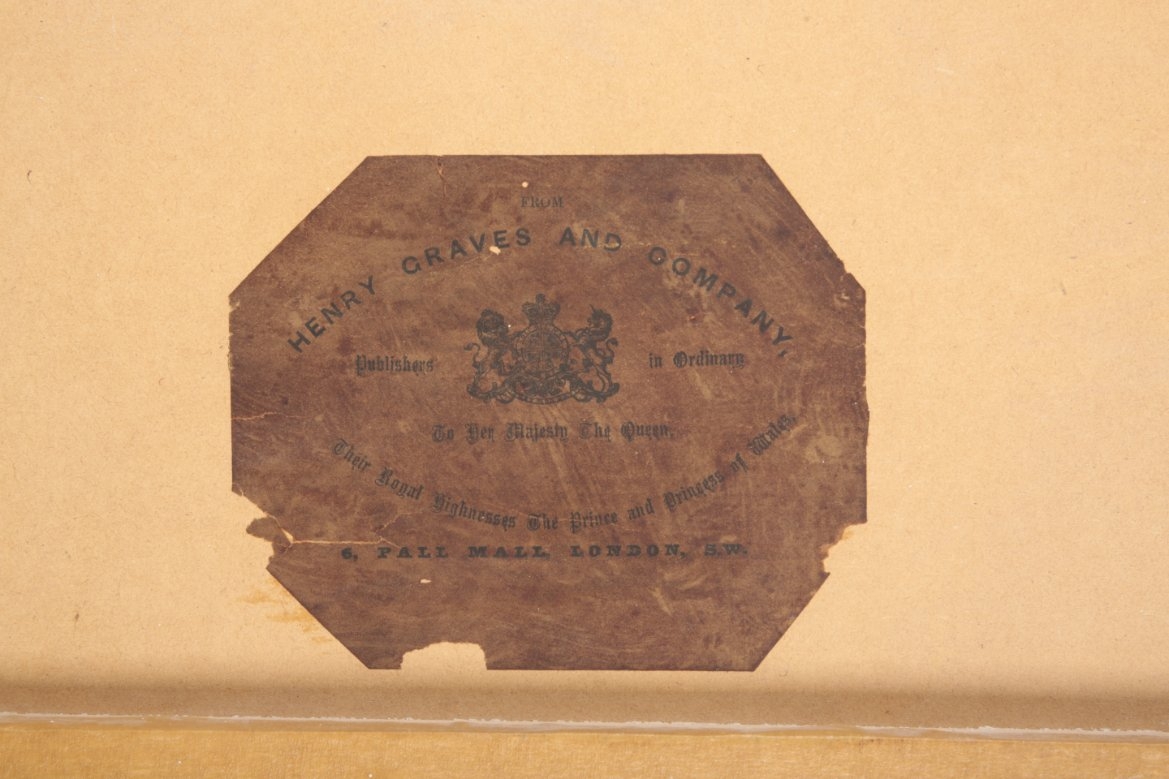 FROM
HENRY GRAVES AND COMPANY,
Publishers in Ordinary
To Her Majesty The Queen,
Their Royal Highnesses The Prince and Princess of Wales,
6, PALL MALL, LONDON, S.W.